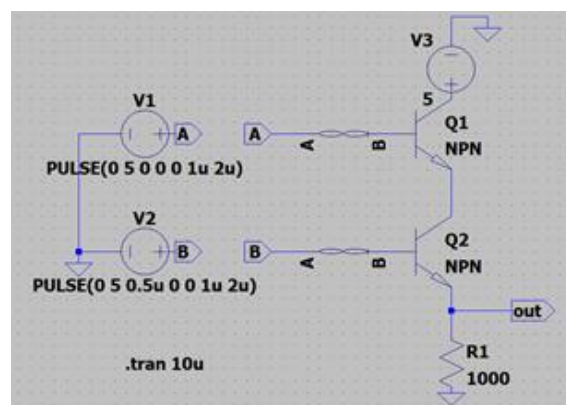 V3
5
V1
A
A
A
B
Q1
NPN
PULSE(0 5 0 0 0 1u 2u)
V2
B
B
A
B
Q2
NPN
PULSE(0 5 0.5u 0 0 1u 2u)
out
.tran 10u
R1
1000